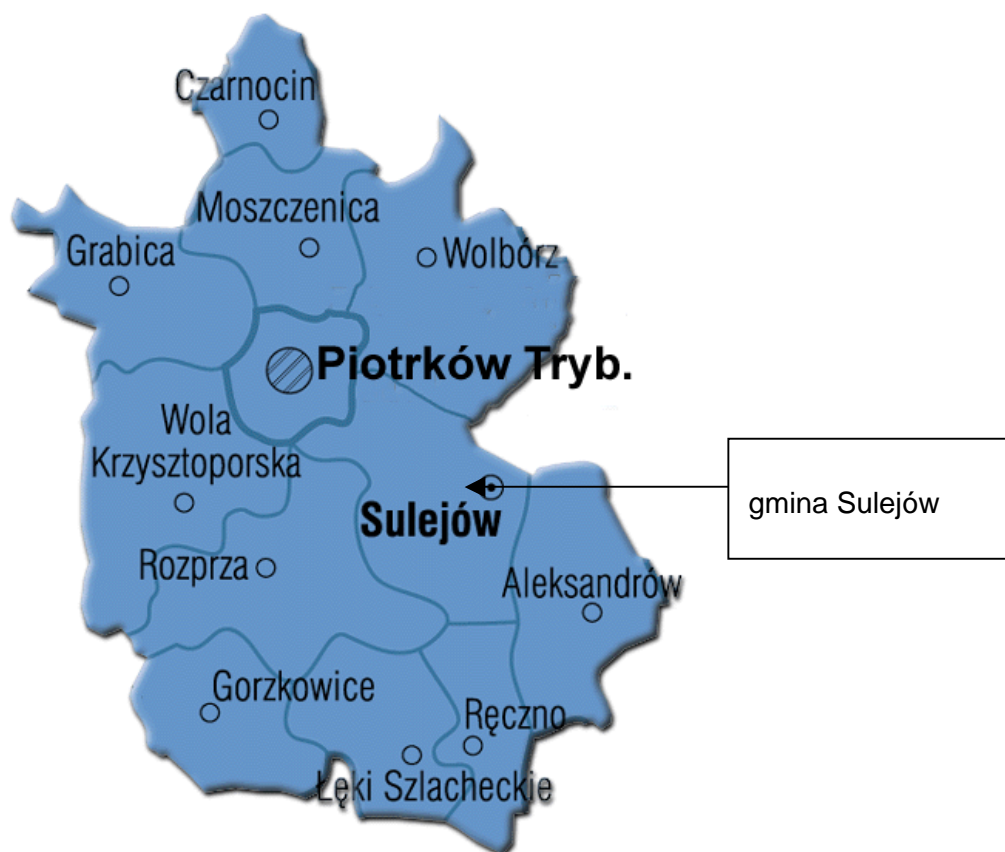 Czarnocin
Moszczenica
Grabica
Wolbórz
Piotrków Tryb.
Wola
Krzysztoporska
gmina Sulejów
Sulejów
Rozprza
Aleksandrów
Gorzkowice
Ręczno
Łęki Szlacheckie